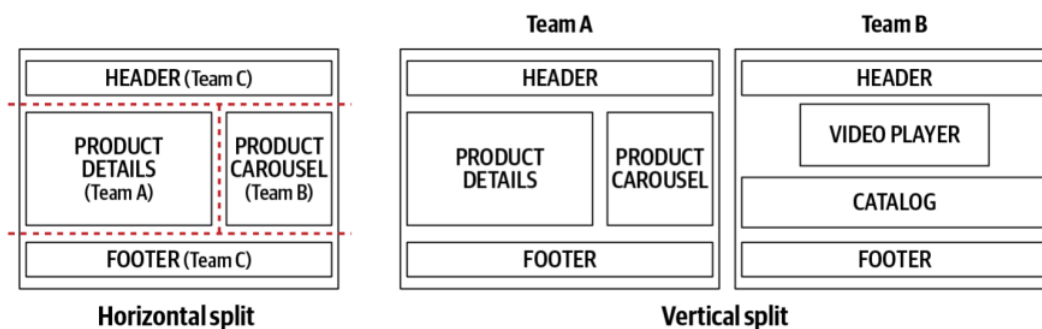 Team A
Team B
HEADER (Team C)
PRODUCT
DETAILS
(Team A)
PRODUCT
CAROUSEL
(Team B)
FOOTER (Team C)
HEADER
PRODUCT
DETAILS
PRODUCT
CAROUSEL
FOOTER
HEADER
VIDEO PLAYER
CATALOG
FOOTER
Horizontal split
Vertical split